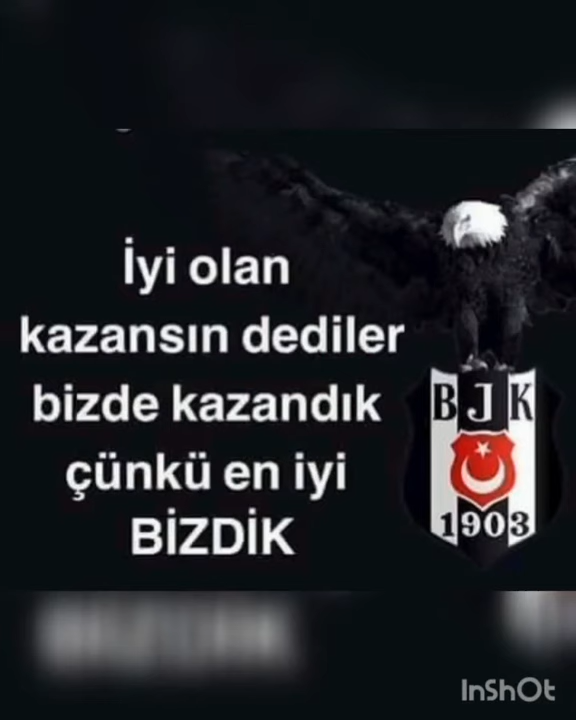 İyi olan
kazansın dediler
bizde kazandık
çünkü en iyi
BİZDİK
BJK
1903
InShOt